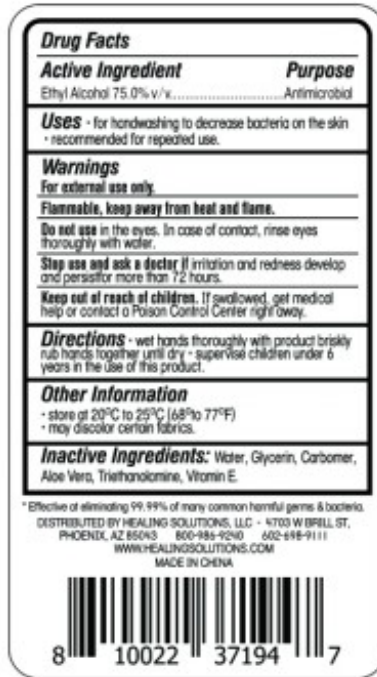 Drug Facts
Active Ingredient Purpose
Ethyl Alcohol 75.0% v/v..............................Antimicrobial
Uses • for handwashing to decrease bacteria on the skin
• recommended for repeated use.
Warnings
For external use only.
Flammable, keep away from heat and flame.
Do not use in the eyes. In case of contact, rinse eyes
thoroughly with water.
Stop use and ask a doctor if irritation and redness develop
and persist for more than 72 hours.
Keep out of reach of children. If swallowed, get medical
help or contact a Poison Control Center right away.
Directions • wet hands thoroughly with product briskly
rub hands together until dry • supervise children under 6
years in the use of this product.
Other Information
• store at 20°C to 25°C (68°to 77°F)
• may discolor certain fabrics.
Inactive Ingredients: Water, Glycerin, Carbomer,
Aloe Vera, Triethanolamine, Vitamin E.
* Effective at eliminating 99.99% of many common harmful germs & bacteria.
DISTRIBUTED BY HEALING SOLUTIONS, LLC • 4703 W BRILL ST,
PHOENIX, AZ 85043 800-986-9240 602-698-9111
WWW.HEALINGSOLUTIONS.COM
MADE IN CHINA
8 10022 37194 7